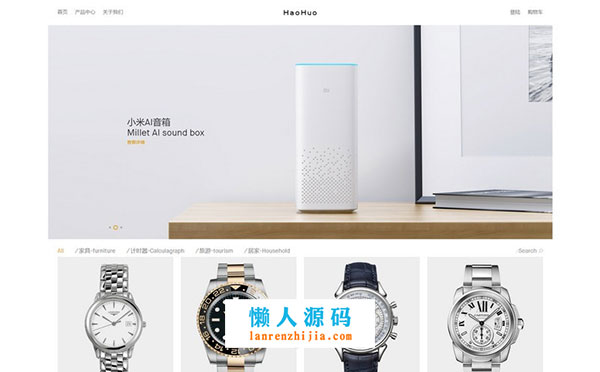 首页 产品中心 关于我们 HaoHuo 登陆 购物车
小米AI音箱
Millet AI sound box
查看详情
All /家具-furniture /计时器-Calculagraph /旅游-tourism /居家-Household Search
懒人源码
lanrenzhijia.com